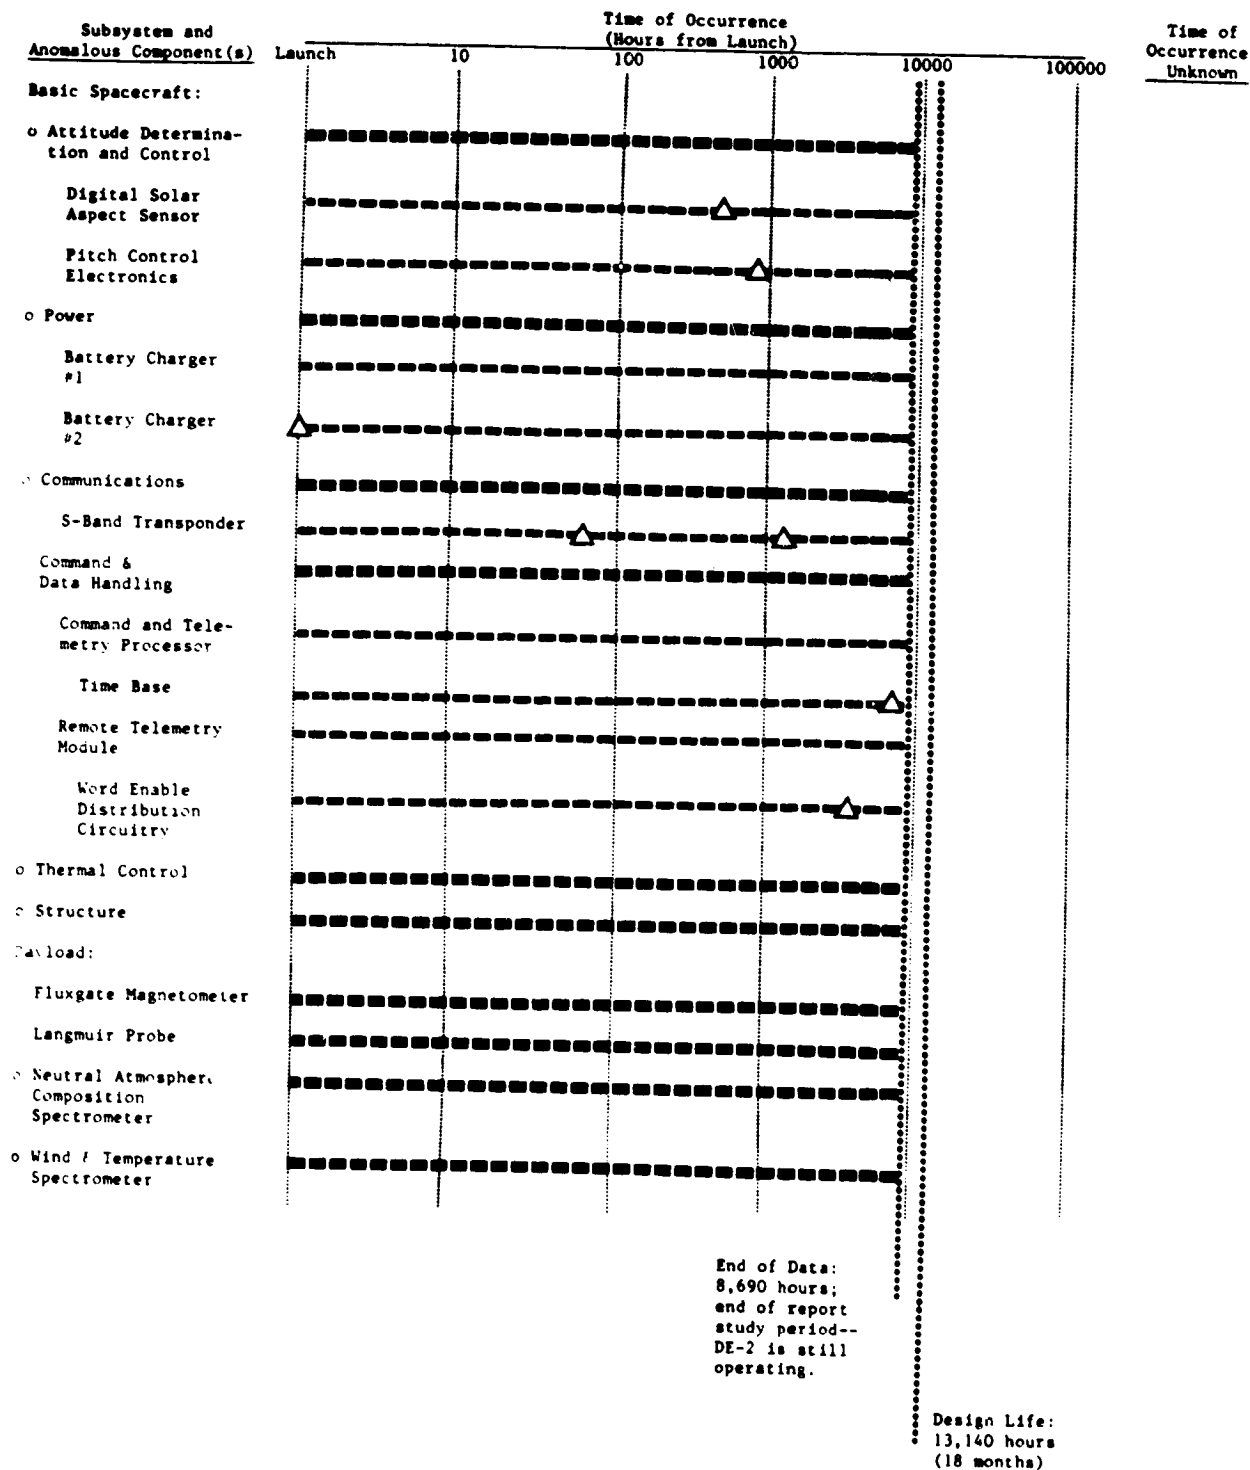 Time of Occurrence
(Hours from Launch)
Subsystem and
Anomalous Component(s)
Launch 10 100 1000 10000 100000
Time of
Occurrence
Unknown
Basic Spacecraft:
o Attitude Determina-
tion and Control
Digital Solar
Aspect Sensor
Pitch Control
Electronics
o Power
Battery Charger
#1
Battery Charger
#2
o Communications
S-Band Transponder
Command &
Data Handling
Command and Tele-
metry Processor
Time Base
Remote Telemetry
Module
Word Enable
Distribution
Circuitry
o Thermal Control
o Structure
Payload:
Fluxgate Magnetometer
Langmuir Probe
o Neutral Atmosphere
Composition
Spectrometer
o Wind & Temperature
Spectrometer
End of Data:
8,690 hours;
end of report
study period--
DE-2 is still
operating.
Design Life:
13,140 hours
(18 months)